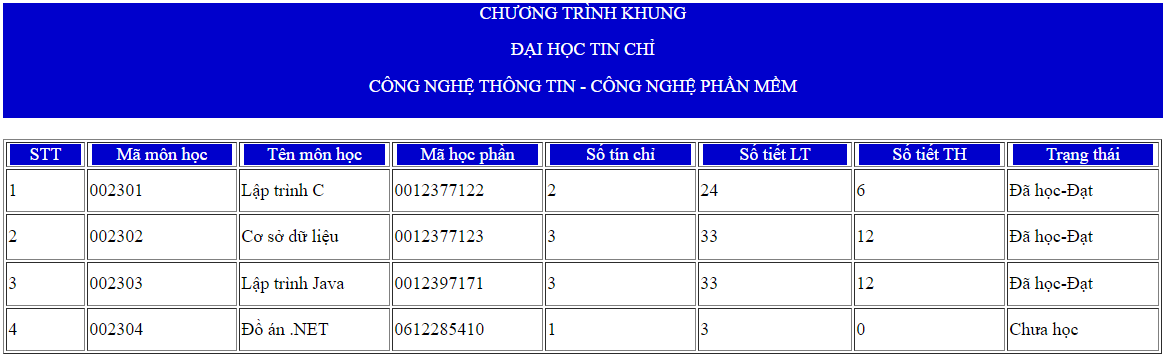 CHƯƠNG TRÌNH KHUNG
ĐẠI HỌC TIN CHỈ
CÔNG NGHỆ THÔNG TIN - CÔNG NGHỆ PHẦN MỀM
STT Mã môn học Tên môn học Mã học phần Số tín chỉ Số tiết LT Số tiết TH Trạng thái
1 002301 Lập trình C 0012377122 2 24 6 Đã học-Đạt
2 002302 Cơ sở dữ liệu 0012377123 3 33 12 Đã học-Đạt
3 002303 Lập trình Java 0012397171 3 33 12 Đã học-Đạt
4 002304 Đồ án .NET 0612285410 1 3 0 Chưa học